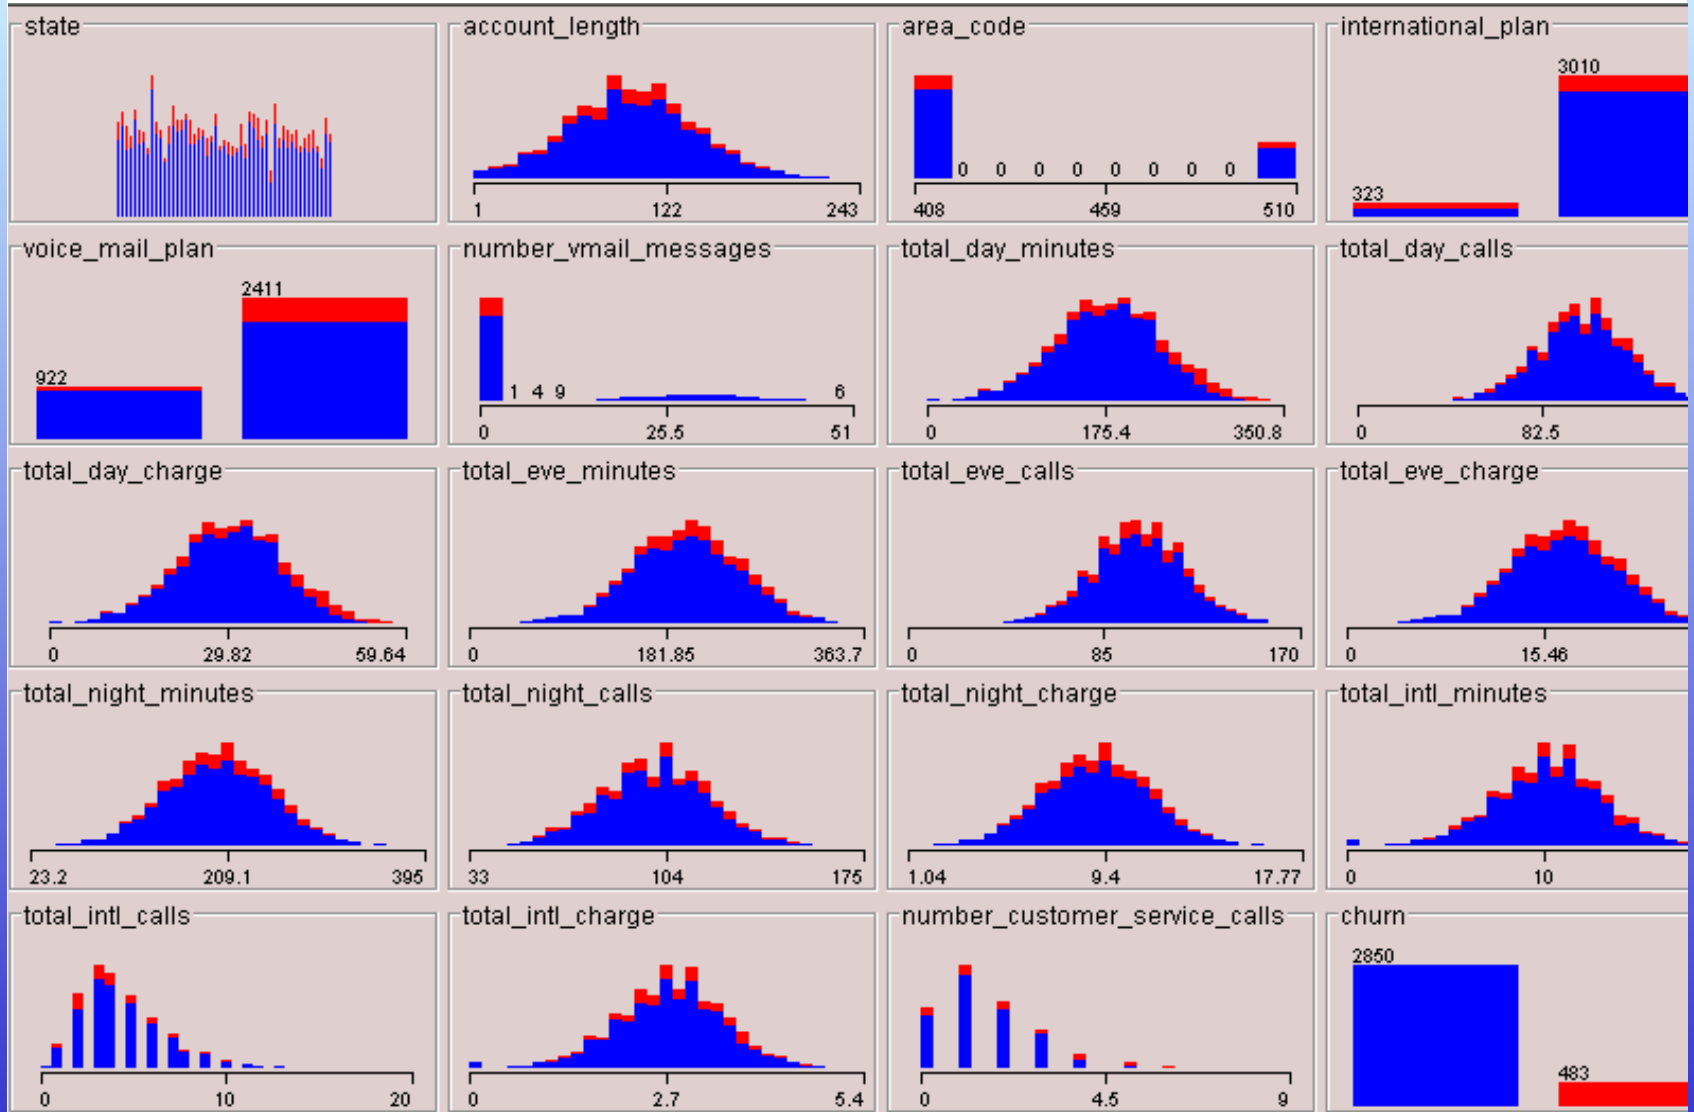 state
account_length
area_code
international_plan
3010
0 0 0 0 0 0 0 0
323
1 122 243
408 459 510
voice_mail_plan
number_vmail_messages
total_day_minutes
total_day_calls
2411
922
1 4 9 6
0 25.5 51
0 175.4 350.8
0 82.5
total_day_charge
total_eve_minutes
total_eve_calls
total_eve_charge
0 29.82 59.64
0 181.85 363.7
0 85 170
0 15.46
total_night_minutes
total_night_calls
total_night_charge
total_intl_minutes
23.2 209.1 395
33 104 175
1.04 9.4 17.77
0 10
total_intl_calls
total_intl_charge
number_customer_service_calls
churn
2850
483
0 10 20
0 2.7 5.4
0 4.5 9